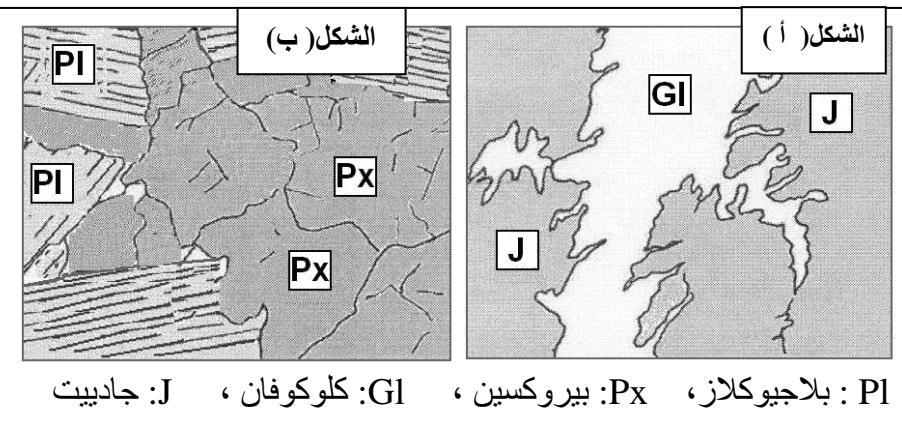 الشكل( أ )
الشكل( ب)
Gl
J
J
Pl
Pl
Px
Px
Pl : بلاجيوكلاز، Px: بيروكسين ، Gl: كلوكوفان ، J: جادييت